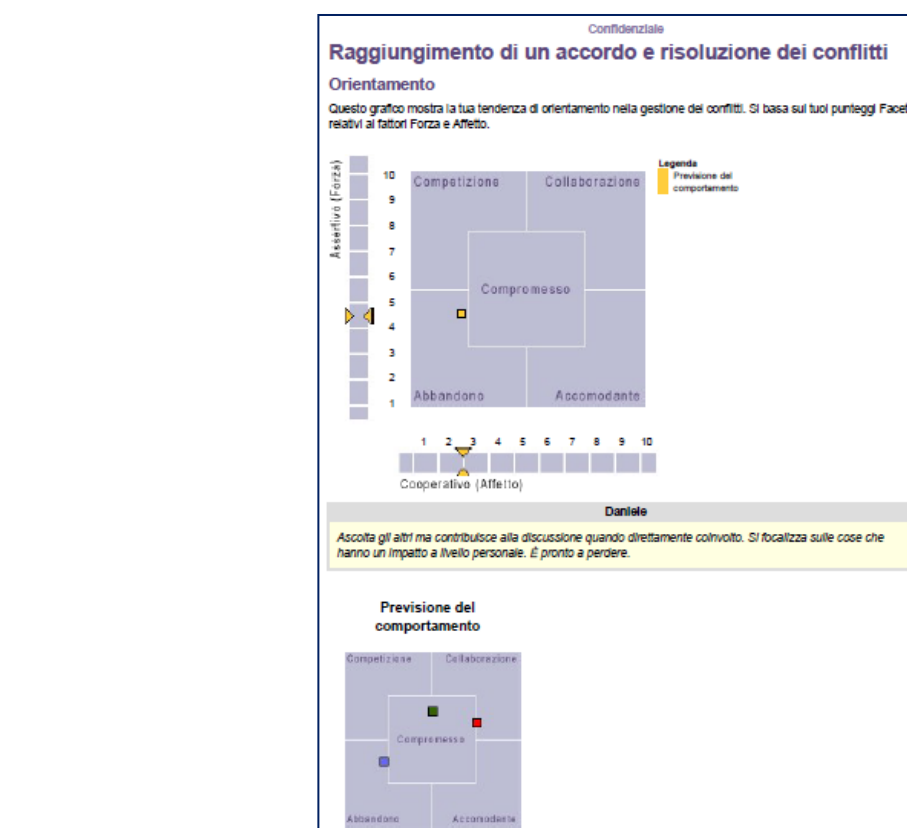 Confidenziale
Raggiungimento di un accordo e risoluzione dei conflitti
Orientamento
Questo grafico mostra la tua tendenza di orientamento nella gestione dei conflitti. Si basa sui tuoi punteggi Facet
relativi ai fattori Forza e Affetto.
Assertivo (Forza)
10
9
8
7
6
5
4
3
2
1
Competizione Collaborazione
Compromesso
Abbandono Accomodante
Legenda
Previsione del
comportamento
1 2 3 4 5 6 7 8 9 10
Cooperativo (Affetto)
Daniele
Ascolta gli altri ma contribuisce alla discussione quando direttamente coinvolto. Si focalizza sulle cose che
hanno un impatto a livello personale. È pronto a perdere.
Previsione del
comportamento
Competizione Collaborazione
Compromesso
Abbandono Accomodante